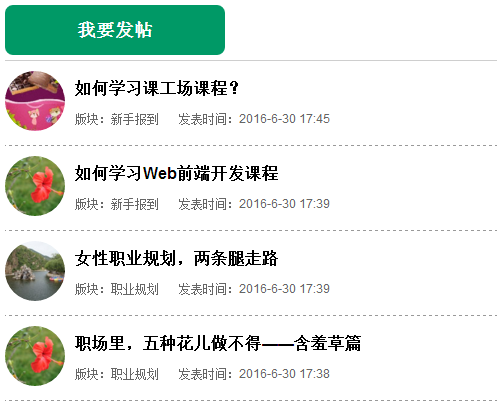 我要发帖
如何学习课工场课程？
版块：新手报到 发表时间：2016-6-30 17:45
如何学习Web前端开发课程
版块：新手报到 发表时间：2016-6-30 17:39
女性职业规划，两条腿走路
版块：职业规划 发表时间：2016-6-30 17:39
职场里，五种花儿做不得——含羞草篇
版块：职业规划 发表时间：2016-6-30 17:38